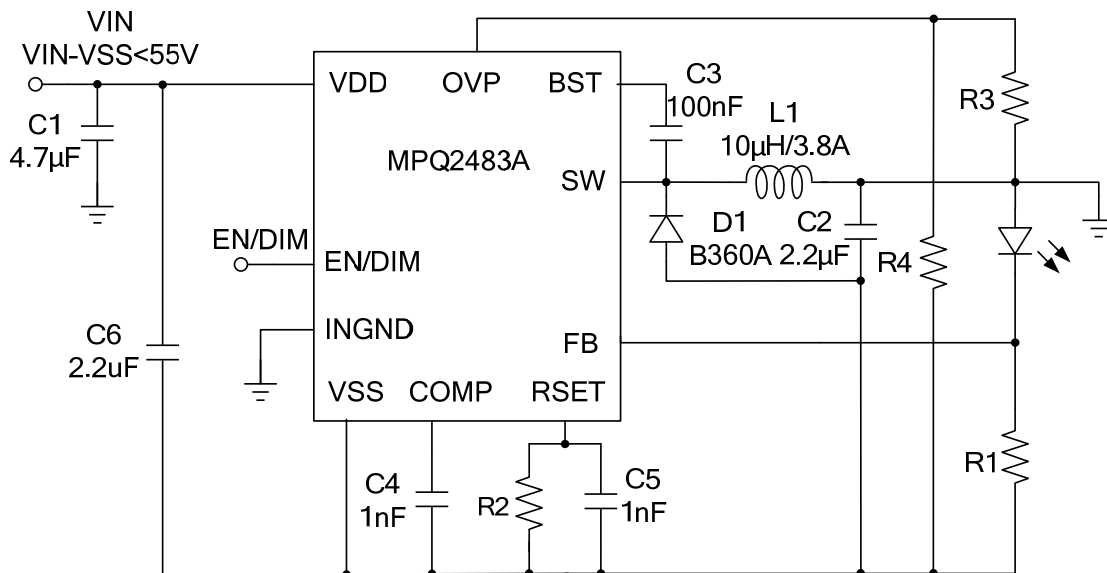 VIN
VIN-VSS<55V
VDD
OVP
BST
C3
100nF
R3
C1
4.7µF
MPQ2483A
L1
10µH/3.8A
SW
EN/DIM
EN/DIM
D1
B360A
C2
2.2µF
R4
INGND
FB
C6
2.2uF
VSS
COMP
RSET
C4
1nF
R2
C5
1nF
R1